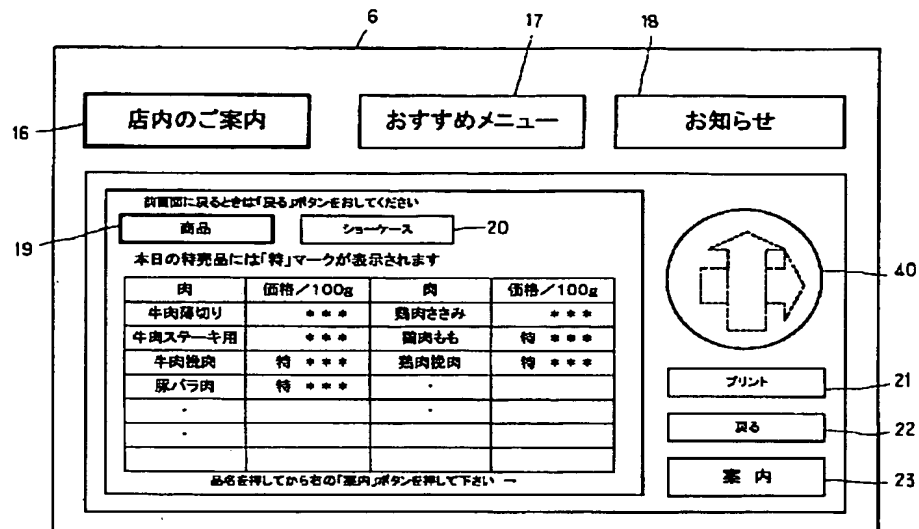 6 17 18
16 店内のご案内 おすすめメニュー お知らせ
前画面に戻るときは「戻る」ボタンをおしてください
19 商品 ショーケース 20
本日の特売品には「特」マークが表示されます
肉 価格／100g 肉 価格／100g
牛肉薄切り *** 鶏肉ささみ ***
牛肉ステーキ用 *** 鶏肉もも 特 ***
牛肉挽肉 特 *** 鶏肉挽肉 特 ***
豚バラ肉 特 *** ・
・ ・
・
40
プリント 21
戻る 22
案内 23
品名を押してから右の「案内」ボタンを押して下さい →